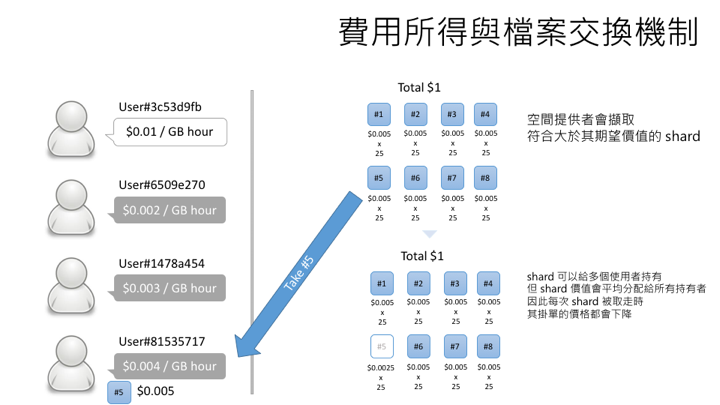 費用所得與檔案交換機制
User#3c53d9fb
$0.01 / GB hour
User#6509e270
$0.002 / GB hour
User#1478a454
$0.003 / GB hour
User#81535717
$0.004 / GB hour
#5 $0.005
Take #5
Total $1
#1 #2 #3 #4
$0.005 $0.005 $0.005 $0.005
x x x x
25 25 25 25
#5 #6 #7 #8
$0.005 $0.005 $0.005 $0.005
x x x x
25 25 25 25
Total $1
#1 #2 #3 #4
$0.005 $0.005 $0.005 $0.005
x x x x
25 25 25 25
#5 #6 #7 #8
$0.0025 $0.005 $0.005 $0.005
x x x x
25 25 25 25
空間提供者會擷取
符合大於其期望價值的 shard
shard 可以給多個使用者持有
但 shard 價值會平均分配給所有持有者
因此每次 shard 被取走時
其掛單的價格都會下降